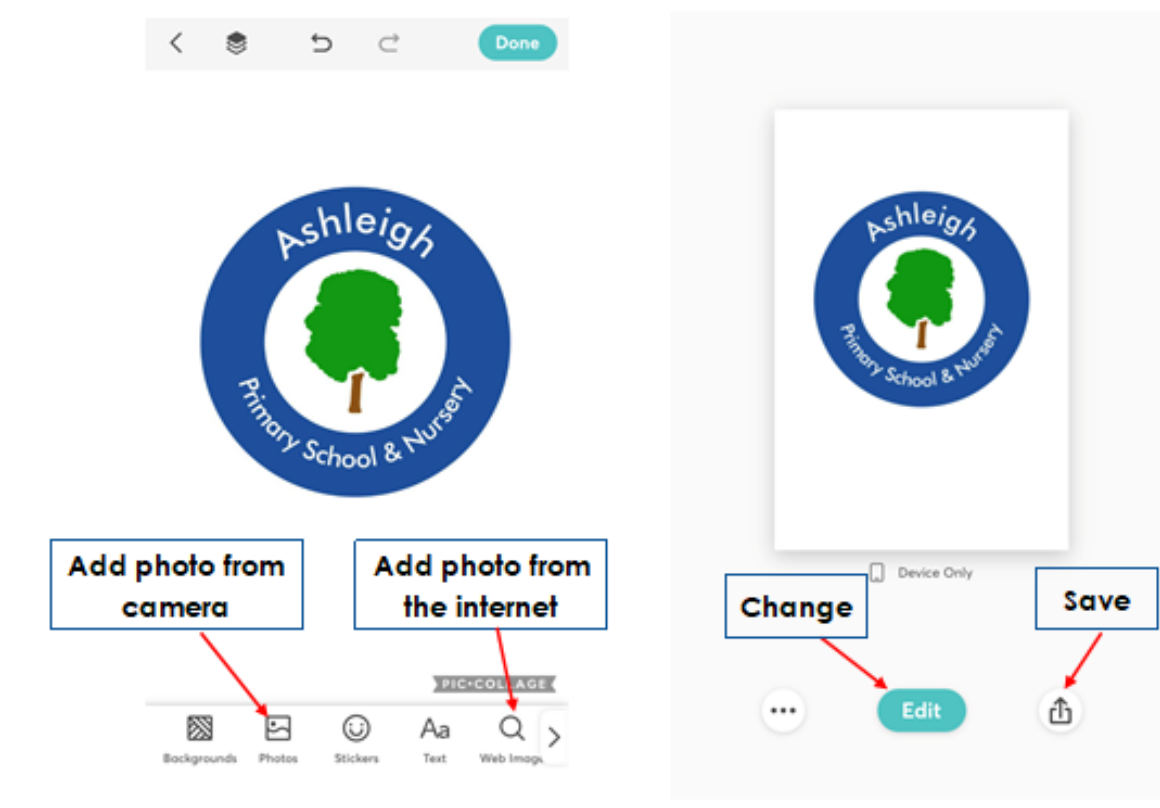 Done
Ashleigh
Primary School & Nursery
Add photo from
camera
Add photo from
the internet
PIC•COLLAGE
Backgrounds
Photos
Stickers
Aa
Text
Web Image
Ashleigh
Primary School & Nursery
Device Only
Change
Save
Edit